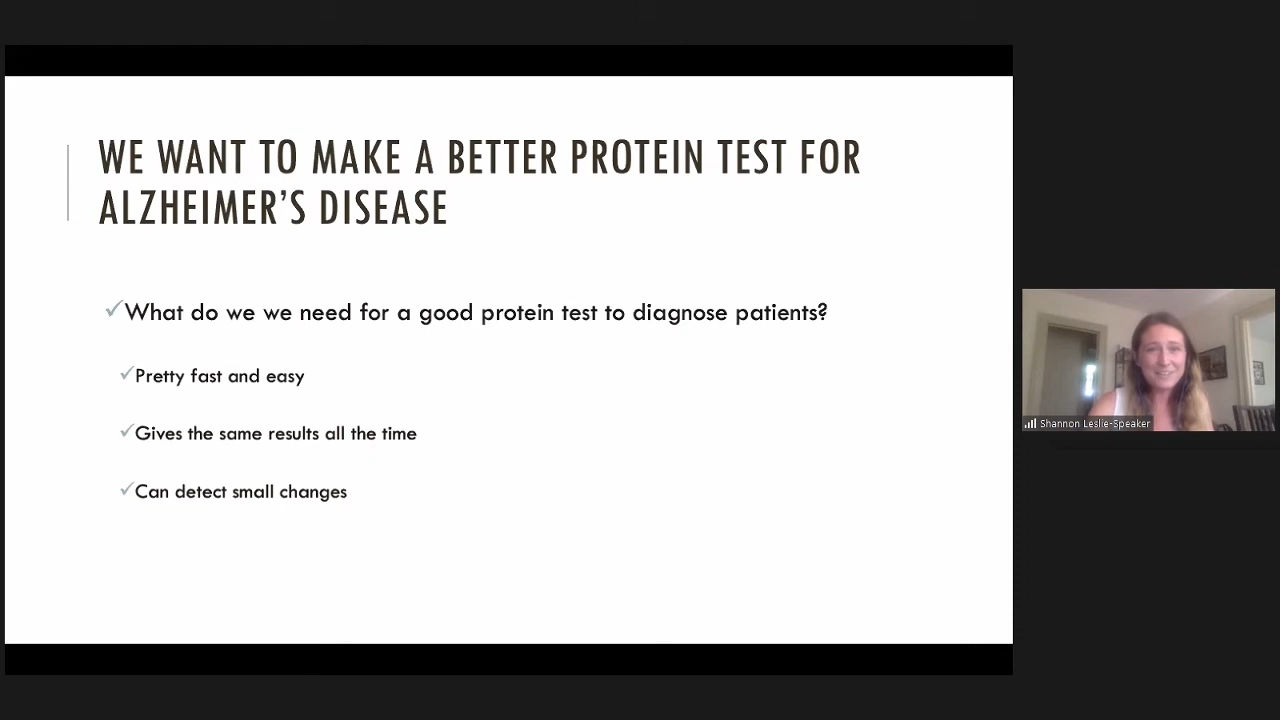 WE WANT TO MAKE A BETTER PROTEIN TEST FOR
ALZHEIMER'S DISEASE
✓What do we we need for a good protein test to diagnose patients?
✓Pretty fast and easy
✓Gives the same results all the time
✓Can detect small changes
Shannon Leslie-Speaker